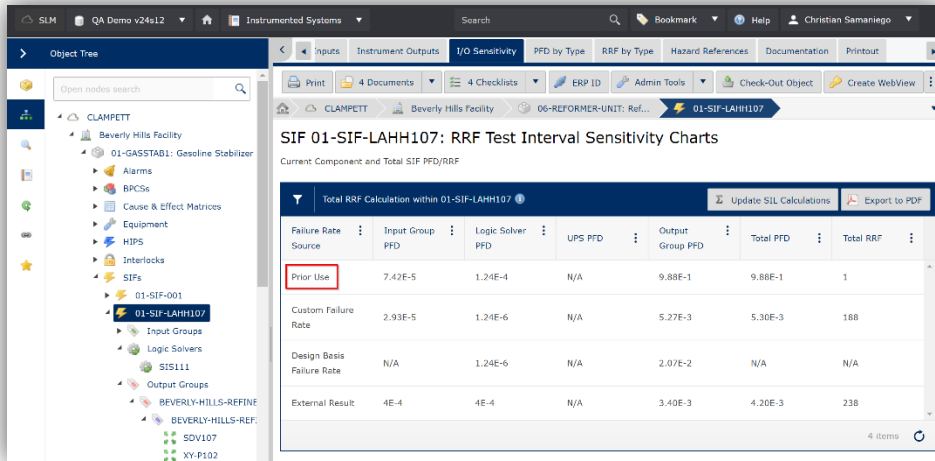 SLM QA Demo v24s12 Instrumented Systems Search Bookmark Help Christian Samaniego
Object Tree
Open nodes search
CLAMPETT
Beverly Hills Facility
01-GASSTAB1: Gasoline Stabilizer
Alarms
BPCSs
Cause & Effect Matrices
Equipment
HIPS
Interlocks
SIFs
01-SIF-001
01-SIF-LAHH107
Input Groups
Logic Solvers
SIS111
Output Groups
BEVERLY-HILLS-REFINE
BEVERLY-HILLS-REF:
SDV107
XY-P102
Inputs Instrument Outputs I/O Sensitivity PFD by Type RRF by Type Hazard References Documentation Printout
Print 4 Documents 4 Checklists ERP ID Admin Tools Check-Out Object Create WebView
CLAMPETT Beverly Hills Facility 06-REFORMER-UNIT: Ref... 01-SIF-LAHH107
SIF 01-SIF-LAHH107: RRF Test Interval Sensitivity Charts
Current Component and Total SIF PFD/RRF
Total RRF Calculation within 01-SIF-LAHH107 Σ Update SIL Calculations Export to PDF
Failure Rate Source Input Group PFD Logic Solver PFD UPS PFD Output Group PFD Total PFD Total RRF
Prior Use 7.42E-5 1.24E-4 N/A 9.88E-1 9.88E-1 1
Custom Failure Rate 2.93E-5 1.24E-6 N/A 5.27E-3 5.30E-3 188
Design Basis Failure Rate N/A 1.24E-6 N/A 2.07E-2 N/A N/A
External Result 4E-4 4E-4 N/A 3.40E-3 4.20E-3 238
4 items